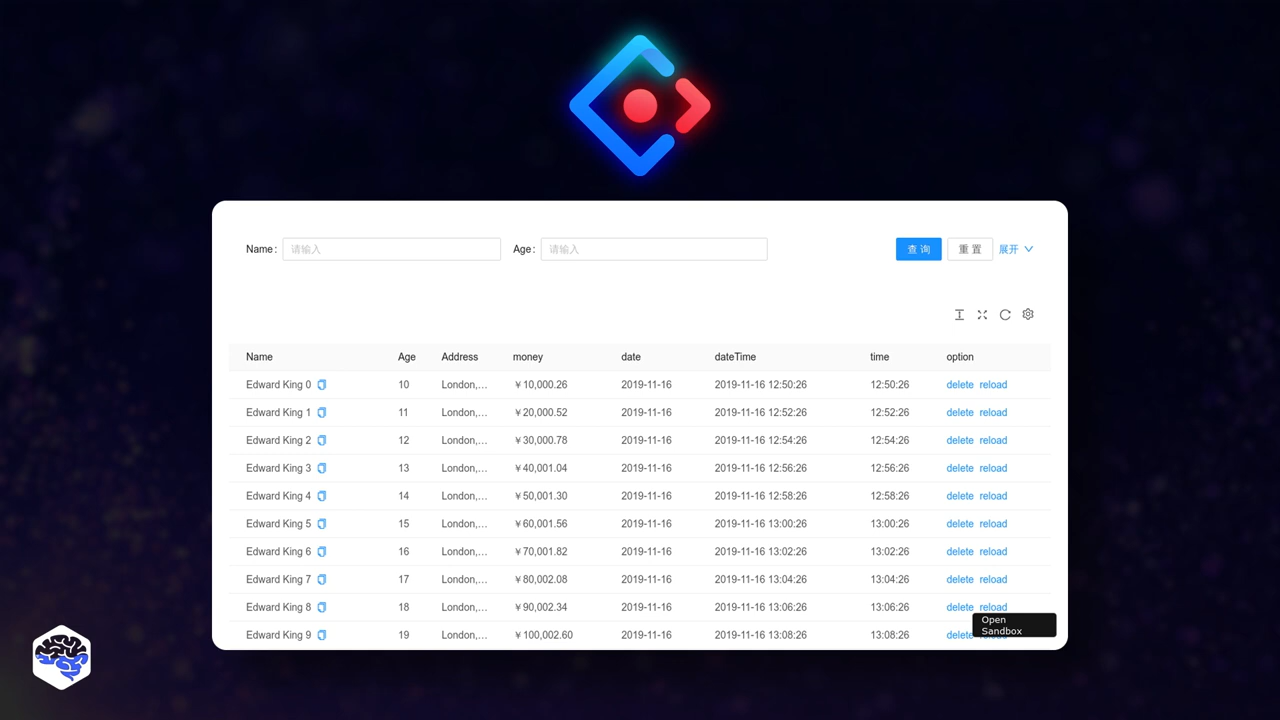 Name: 请输入 Age: 请输入 查 询 重 置 展开
Name Age Address money date dateTime time option
Edward King 0 10 London,... ¥10,000.26 2019-11-16 2019-11-16 12:50:26 12:50:26 delete reload
Edward King 1 11 London,... ¥20,000.52 2019-11-16 2019-11-16 12:52:26 12:52:26 delete reload
Edward King 2 12 London,... ¥30,000.78 2019-11-16 2019-11-16 12:54:26 12:54:26 delete reload
Edward King 3 13 London,... ¥40,001.04 2019-11-16 2019-11-16 12:56:26 12:56:26 delete reload
Edward King 4 14 London,... ¥50,001.30 2019-11-16 2019-11-16 12:58:26 12:58:26 delete reload
Edward King 5 15 London,... ¥60,001.56 2019-11-16 2019-11-16 13:00:26 13:00:26 delete reload
Edward King 6 16 London,... ¥70,001.82 2019-11-16 2019-11-16 13:02:26 13:02:26 delete reload
Edward King 7 17 London,... ¥80,002.08 2019-11-16 2019-11-16 13:04:26 13:04:26 delete reload
Edward King 8 18 London,... ¥90,002.34 2019-11-16 2019-11-16 13:06:26 13:06:26 delete reload
Edward King 9 19 London,... ¥100,002.60 2019-11-16 2019-11-16 13:08:26 13:08:26 delete
Open
Sandbox